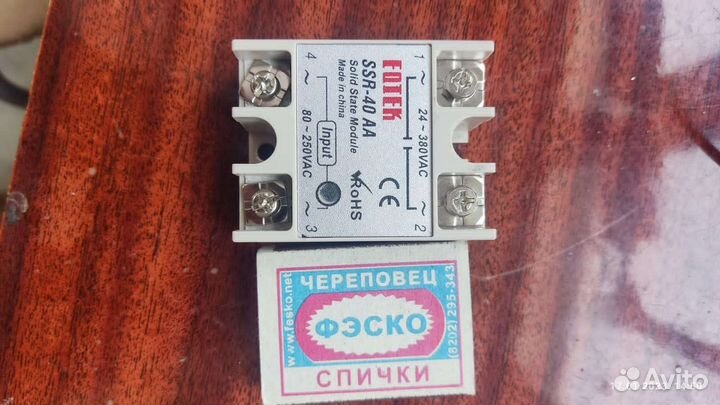 FOTEK
SSR-40 AA
Solid State Module
Made in china
1
24~380VAC
2
4
80~250VAC
3
Input
RoHS
CE
ЧЕРЕПОВЕЦ
ФЭСКО
СПИЧКИ
www.fesko.net
(8202) 295-343
Avito